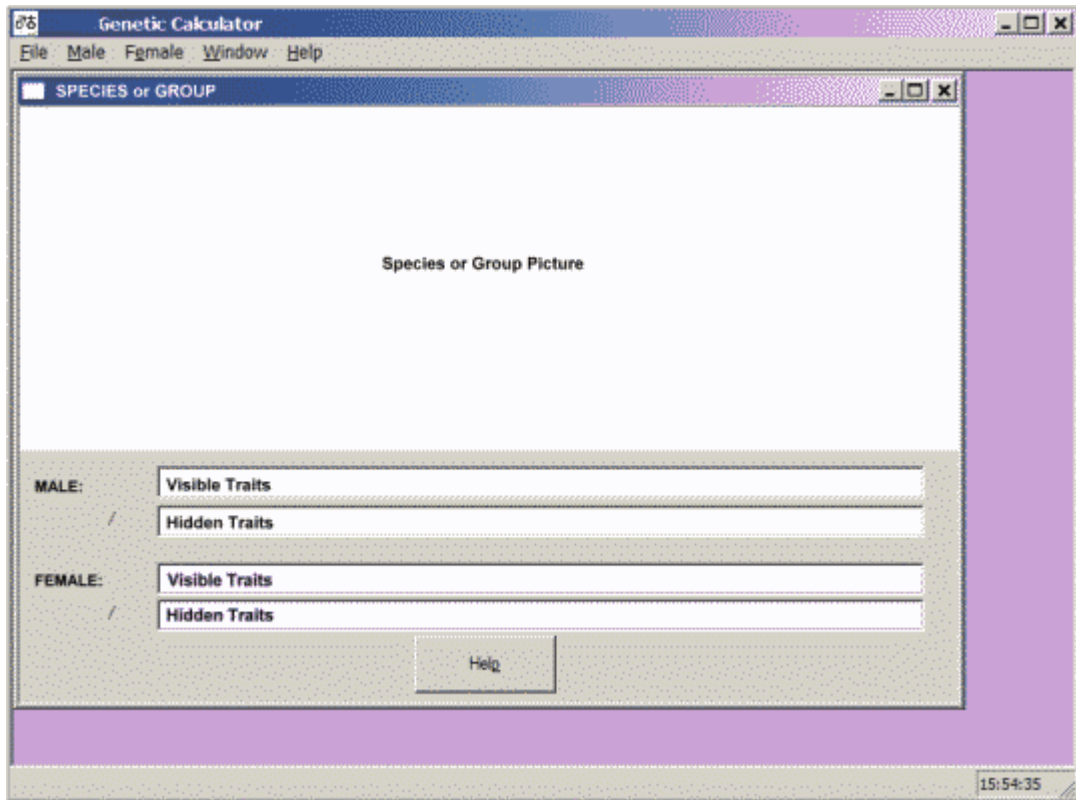 Genetic Calculator
File Male Female Window Help
SPECIES or GROUP
Species or Group Picture
MALE: Visible Traits
/ Hidden Traits
FEMALE: Visible Traits
/ Hidden Traits
Help
15:54:35